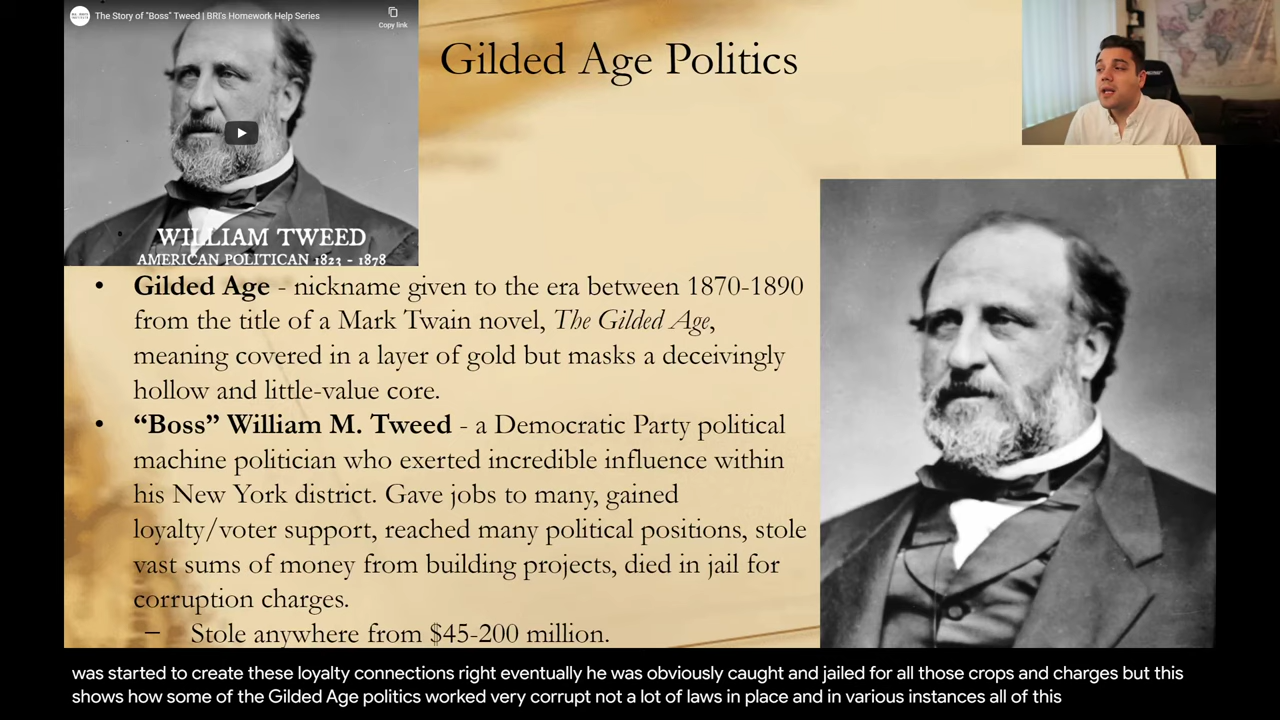 The Story of "Boss" Tweed | BRI's Homework Help Series
Copy link
WILLIAM TWEED
AMERICAN POLITICAN 1823 - 1878
Gilded Age Politics
• Gilded Age - nickname given to the era between 1870-1890
from the title of a Mark Twain novel, The Gilded Age,
meaning covered in a layer of gold but masks a deceivingly
hollow and little-value core.
• “Boss” William M. Tweed - a Democratic Party political
machine politician who exerted incredible influence within
his New York district. Gave jobs to many, gained
loyalty/voter support, reached many political positions, stole
vast sums of money from building projects, died in jail for
corruption charges.
– Stole anywhere from $45-200 million.
was started to create these loyalty connections right eventually he was obviously caught and jailed for all those crops and charges but this
shows how some of the Gilded Age politics worked very corrupt not a lot of laws in place and in various instances all of this